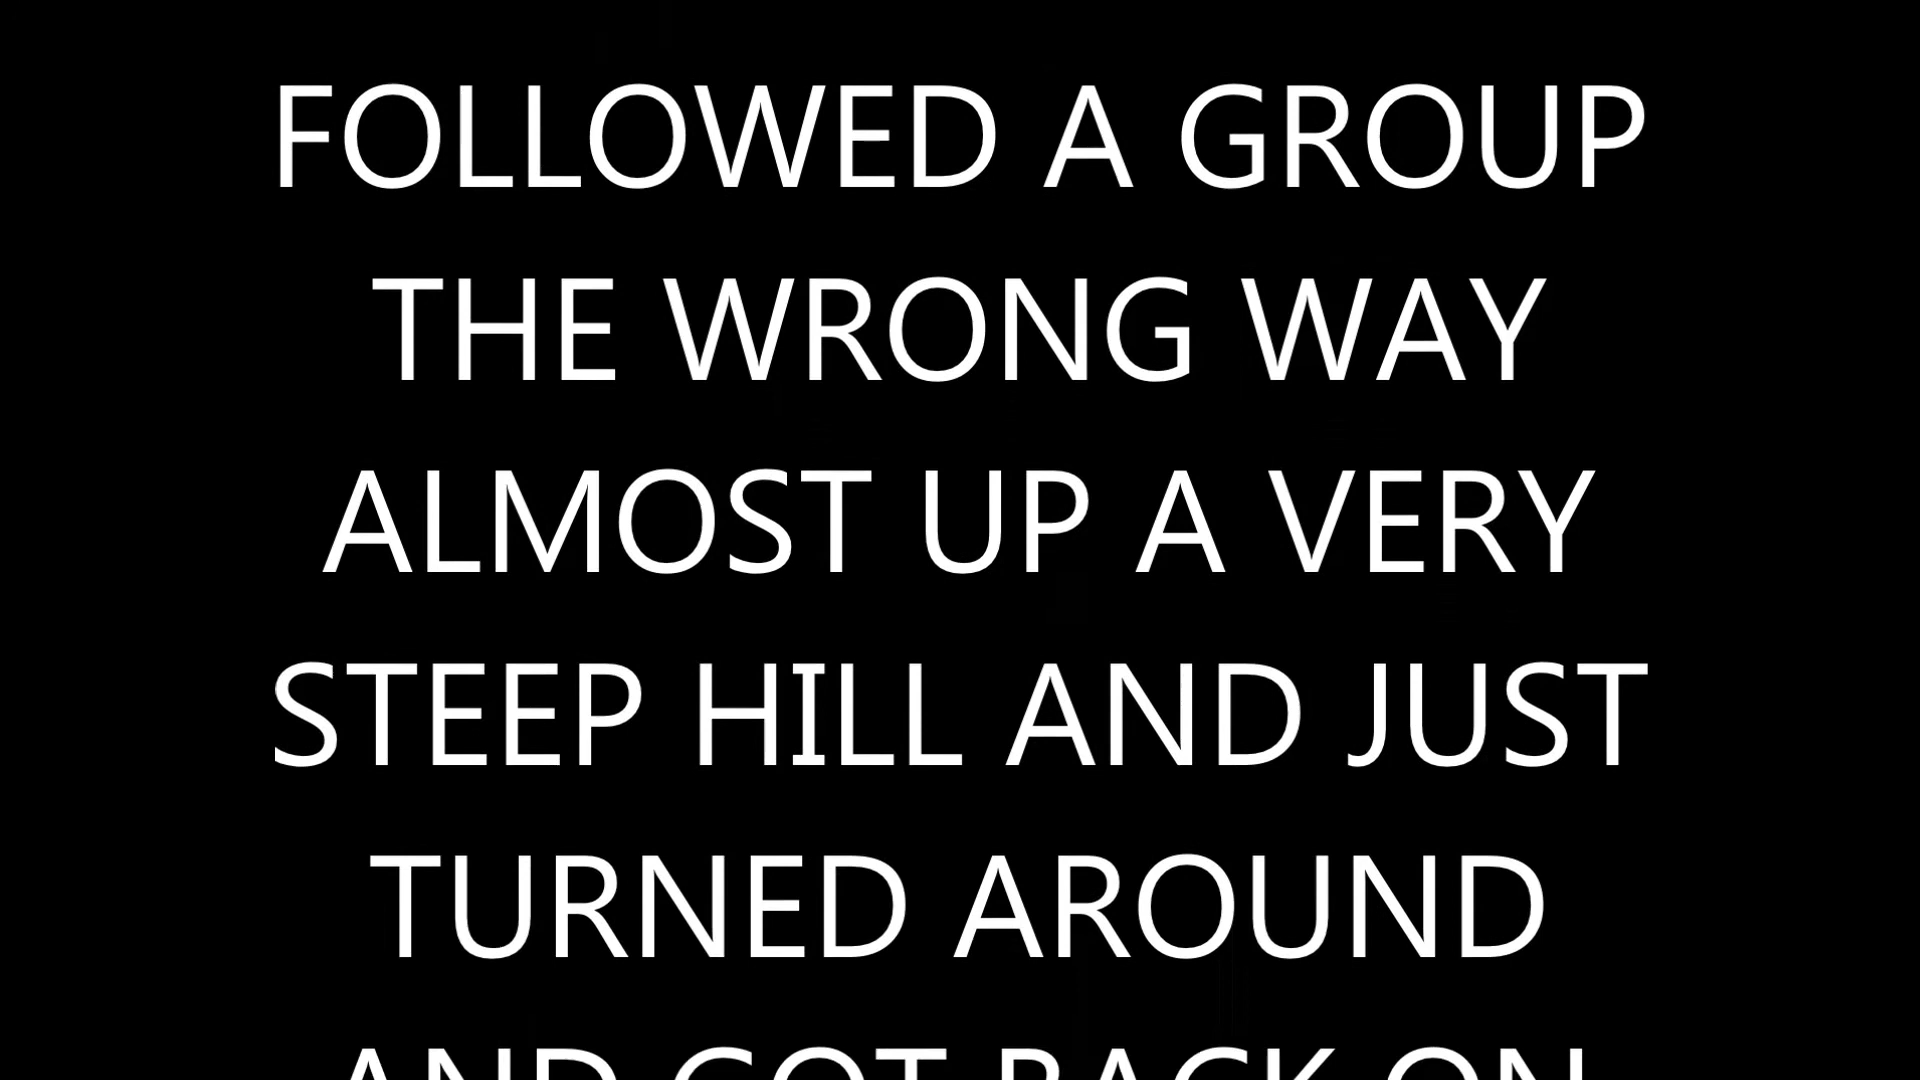 FOLLOWED A GROUP
THE WRONG WAY
ALMOST UP A VERY
STEEP HILL AND JUST
TURNED AROUND
AND GOT BACK ON